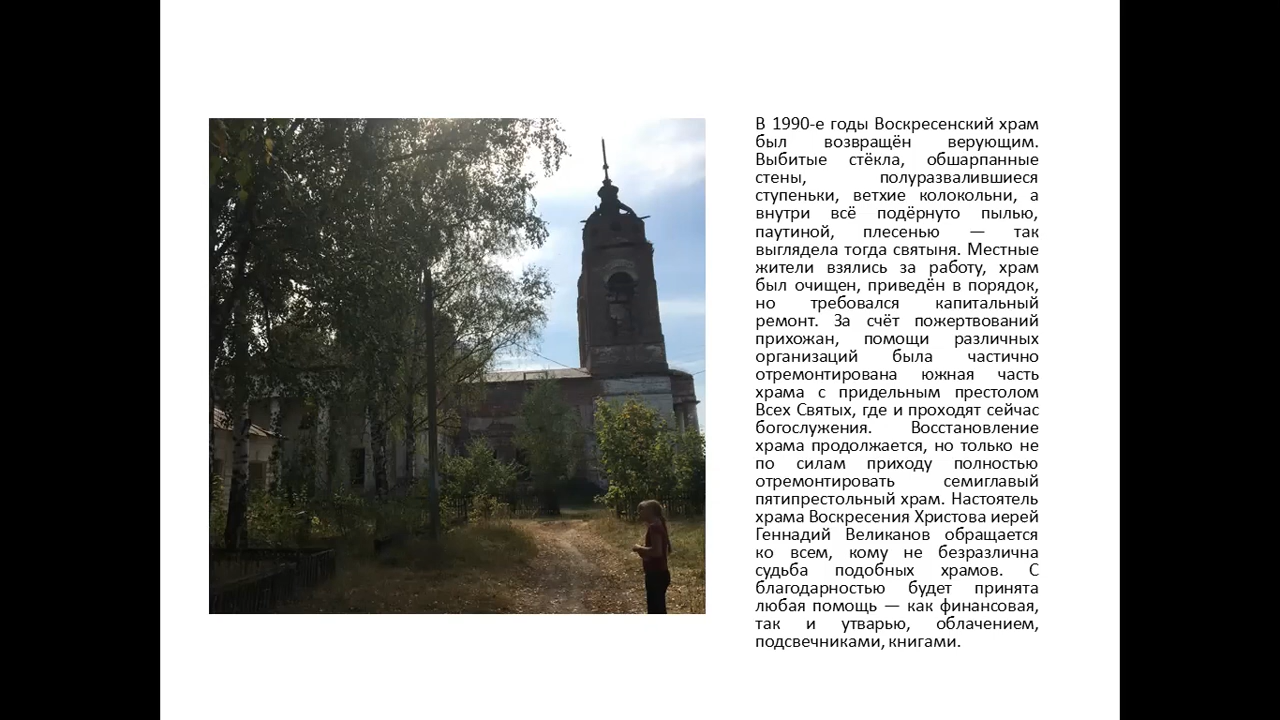 В 1990-е годы Воскресенский храм
был возвращён верующим.
Выбитые стёкла, обшарпанные
стены, полуразвалившиеся
ступеньки, ветхие колокольни, а
внутри всё подёрнуто пылью,
паутиной, плесенью — так
выглядела тогда святыня. Местные
жители взялись за работу, храм
был очищен, приведён в порядок,
но требовался капитальный
ремонт. За счёт пожертвований
прихожан, помощи различных
организаций была частично
отремонтирована южная часть
храма с придельным престолом
Всех Святых, где и проходят сейчас
богослужения. Восстановление
храма продолжается, но только не
по силам приходу полностью
отремонтировать семиглавый
пятипрестольный храм. Настоятель
храма Воскресения Христова иерей
Геннадий Великанов обращается
ко всем, кому не безразлична
судьба подобных храмов. С
благодарностью будет принята
любая помощь — как финансовая,
так и утварью, облачением,
подсвечниками, книгами.